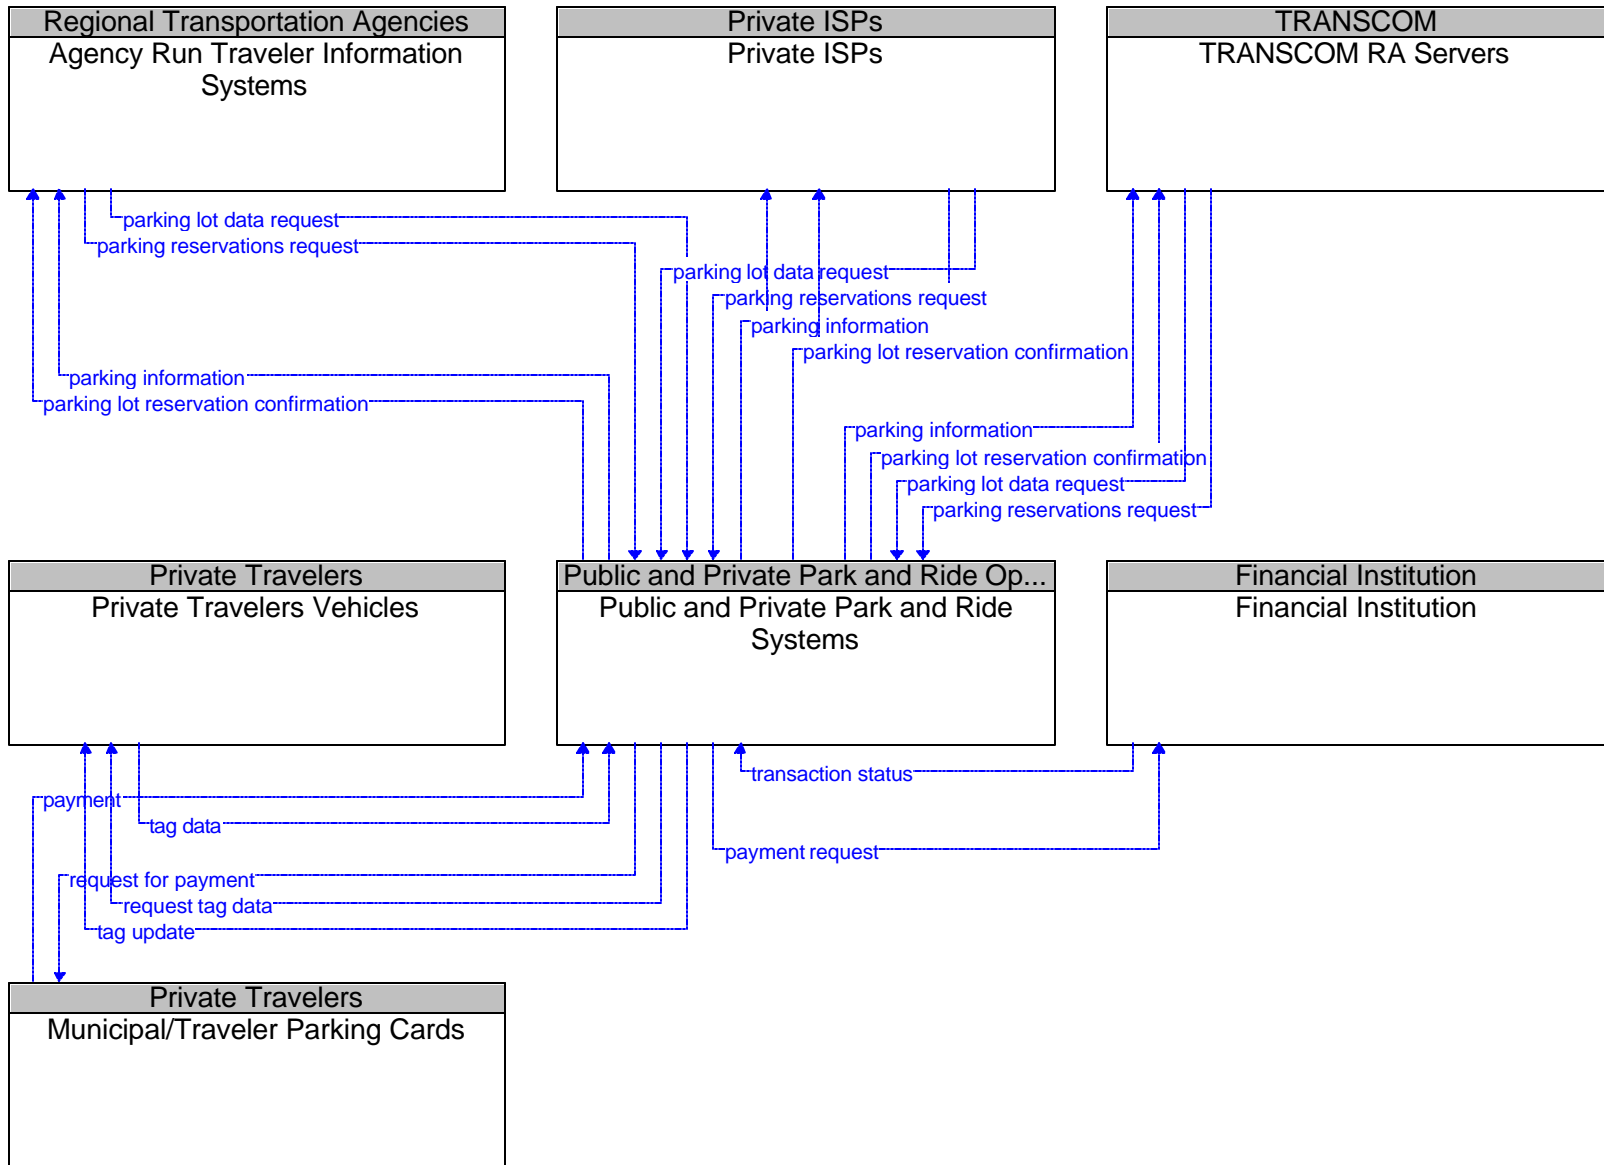 Regional Transportation Agencies
Agency Run Traveler Information
Systems
Private ISPs
Private ISPs
TRANSCOM
TRANSCOM RA Servers
parking lot data request
parking reservations request
parking lot data request
parking reservations request
parking information
parking lot reservation confirmation
parking information
parking lot reservation confirmation
parking information
parking lot reservation confirmation
parking lot data request
parking reservations request
Private Travelers
Private Travelers Vehicles
Public and Private Park and Ride Op...
Public and Private Park and Ride
Systems
Financial Institution
Financial Institution
transaction status
payment
tag data
payment request
request for payment
request tag data
tag update
Private Travelers
Municipal/Traveler Parking Cards